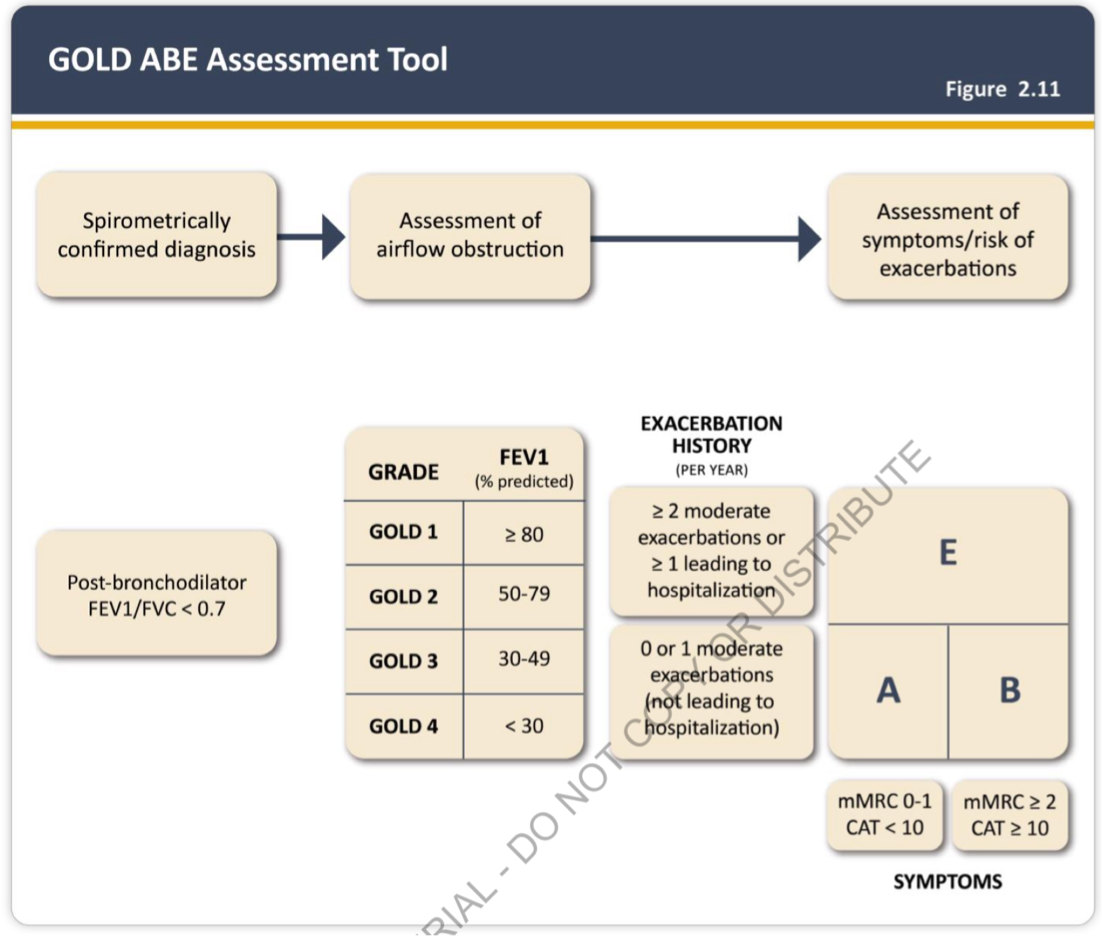 GOLD ABE Assessment Tool
Figure 2.11
Spirometrically
confirmed diagnosis
Assessment of
airflow obstruction
Assessment of
symptoms/risk of
exacerbations
Post-bronchodilator
FEV1/FVC < 0.7
GRADE
FEV1
(% predicted)
GOLD 1
≥ 80
GOLD 2
50-79
GOLD 3
30-49
GOLD 4
< 30
EXACERBATION
HISTORY
(PER YEAR)
≥ 2 moderate
exacerbations or
≥ 1 leading to
hospitalization
0 or 1 moderate
exacerbations
(not leading to
hospitalization)
E
A
B
mMRC 0-1
CAT < 10
mMRC ≥ 2
CAT ≥ 10
SYMPTOMS
RIAL - DO NOT COPY OR DISTRIBUTE